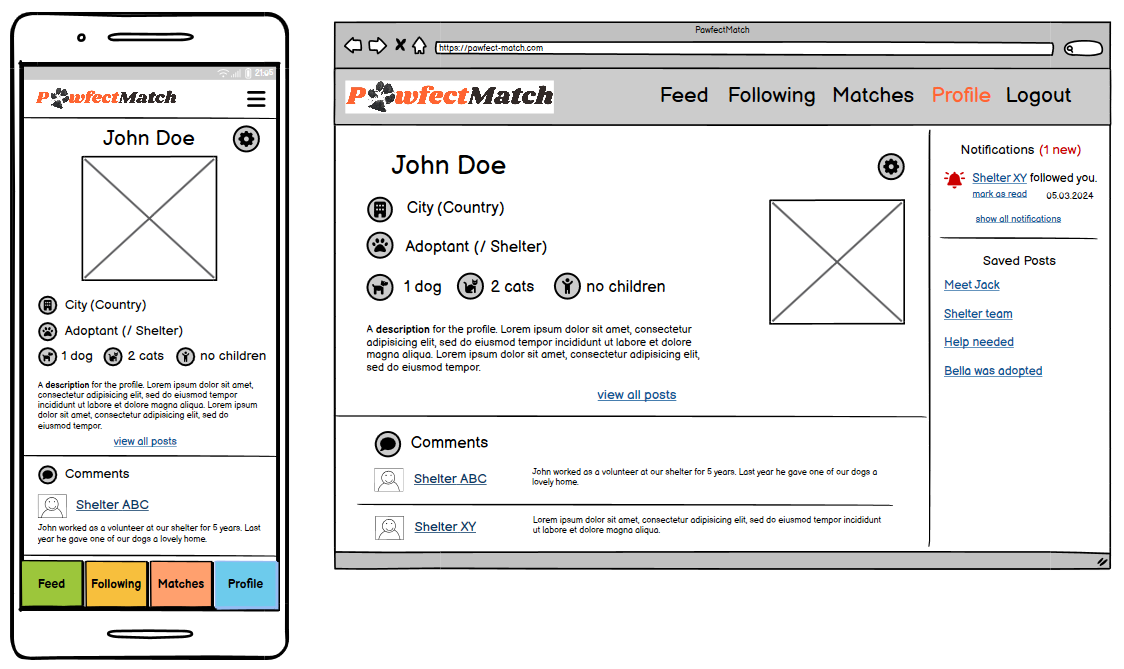 21:05
PawfectMatch
John Doe
City (Country)
Adoptant (/ Shelter)
1 dog 2 cats no children
A description for the profile. Lorem ipsum dolor sit amet,
consectetur adipisicing elit, sed do eiusmod tempor
incididunt ut labore et dolore magna aliqua. Lorem ipsum
dolor sit amet, consectetur adipisicing elit, sed do
eiusmod tempor.
view all posts
Comments
Shelter ABC
John worked as a volunteer at our shelter for 5 years. Last
year he gave one of our dogs a lovely home.
Feed Following Matches Profile
PawfectMatch
https://pawfect-match.com
PawfectMatch
Feed Following Matches Profile Logout
John Doe
City (Country)
Adoptant (/ Shelter)
1 dog 2 cats no children
A description for the profile. Lorem ipsum dolor sit amet, consectetur
adipisicing elit, sed do eiusmod tempor incididunt ut labore et dolore
magna aliqua. Lorem ipsum dolor sit amet, consectetur adipisicing elit,
sed do eiusmod tempor.
view all posts
Comments
Shelter ABC
John worked as a volunteer at our shelter for 5 years. Last year he gave one of our dogs a
lovely home.
Shelter XY
Lorem ipsum dolor sit amet, consectetur adipisicing elit, sed do eiusmod tempor incididunt
ut labore et dolore magna aliqua.
Notifications (1 new)
Shelter XY followed you.
mark as read 05.03.2024
show all notifications
Saved Posts
Meet Jack
Shelter team
Help needed
Bella was adopted